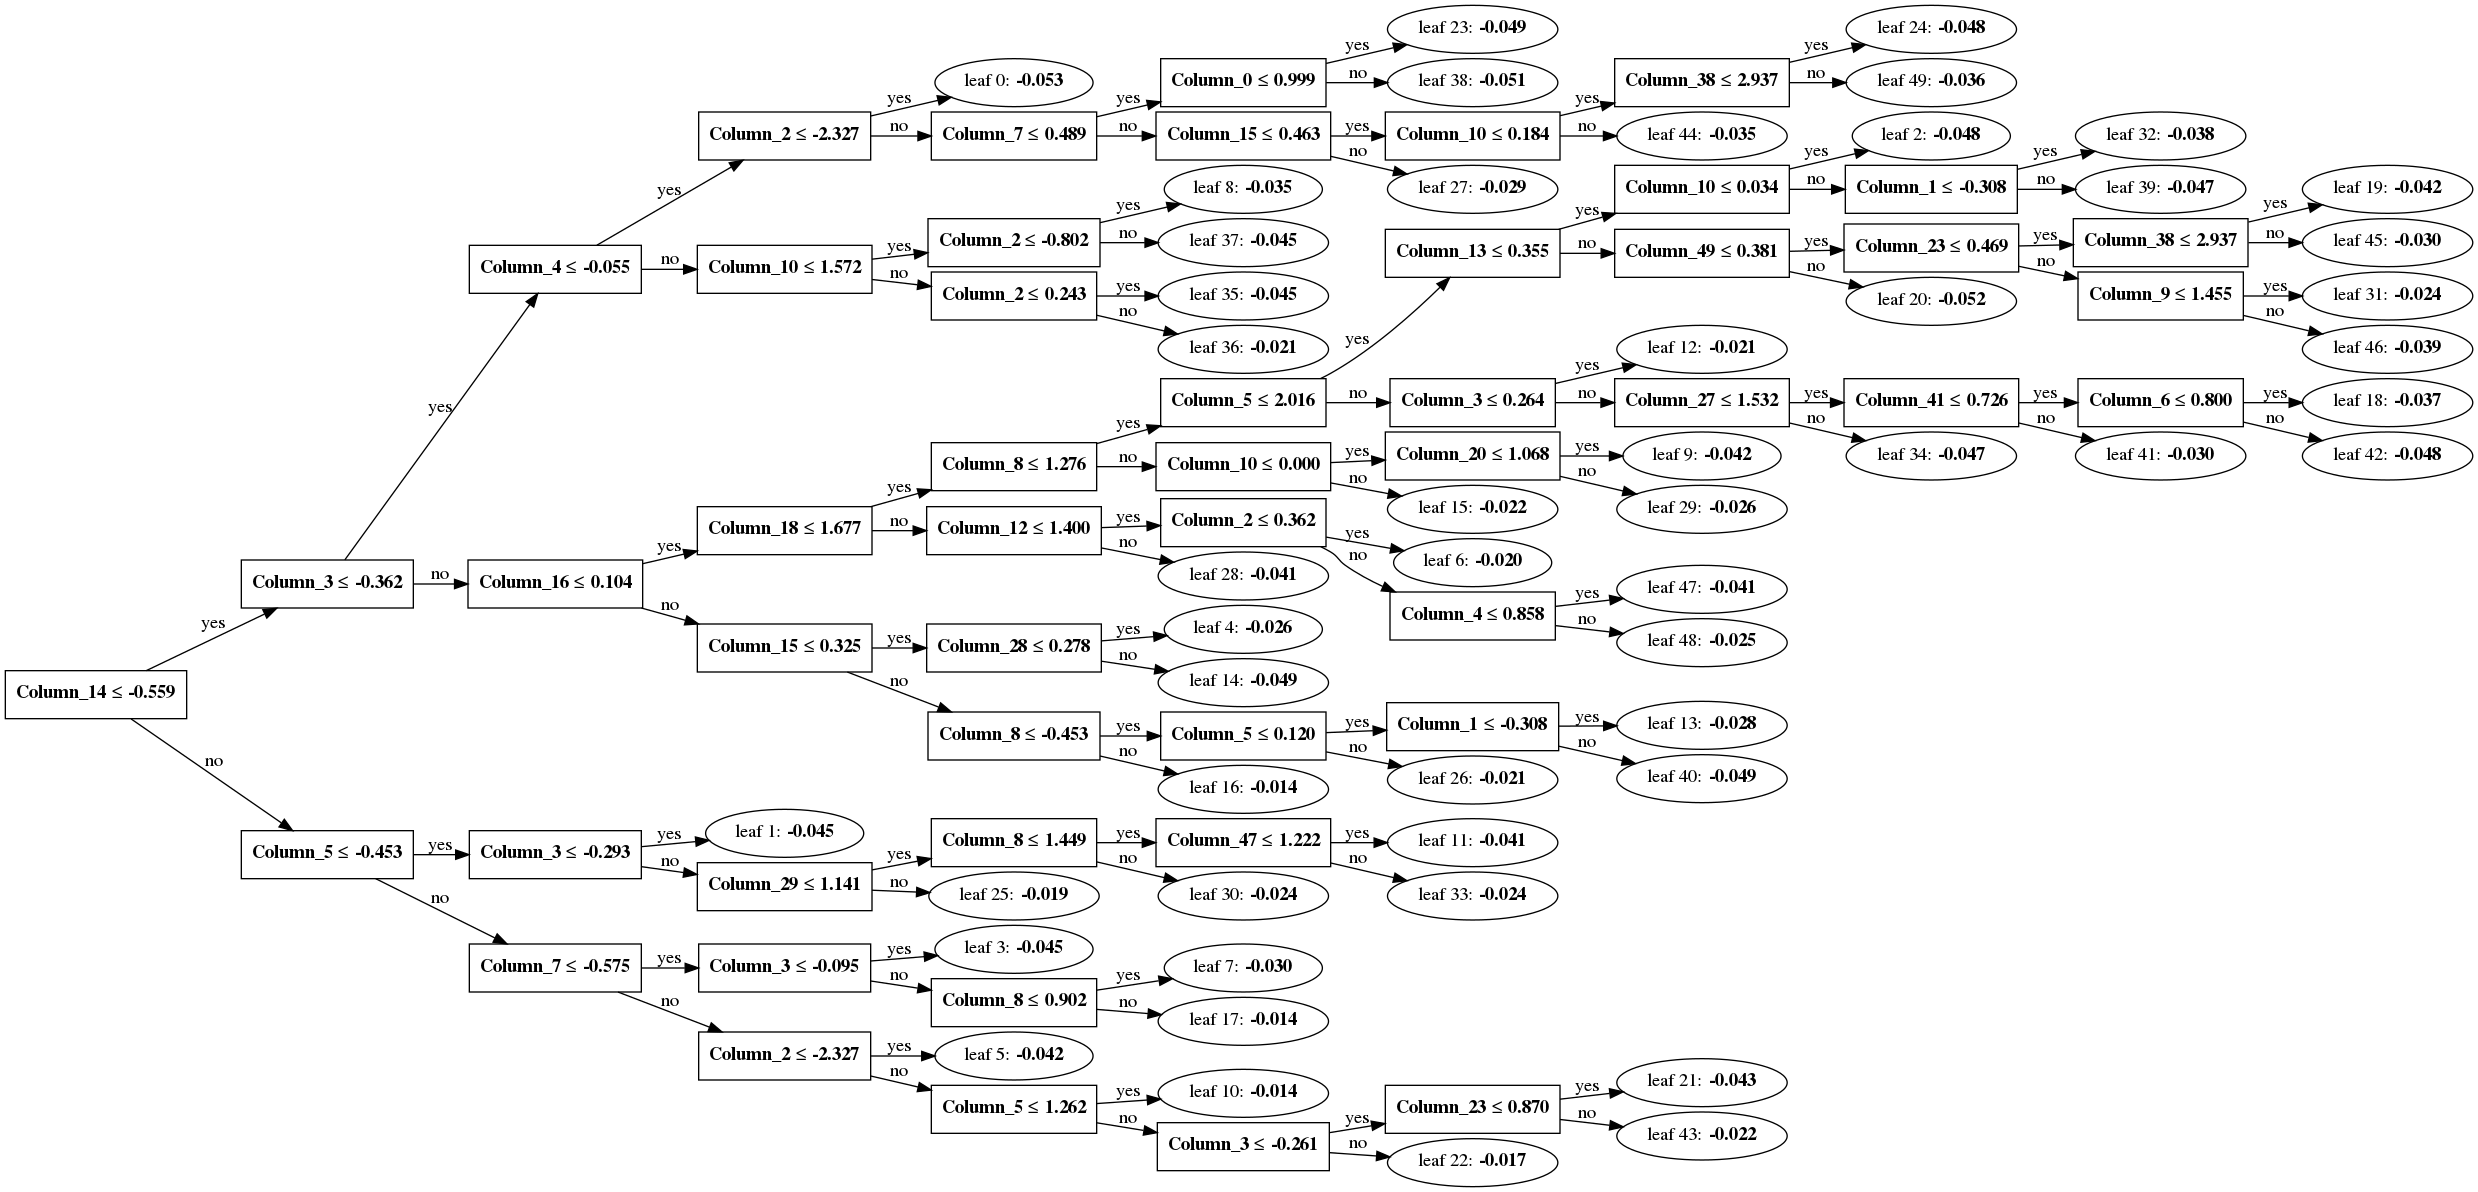 leaf 23: -0.049
leaf 24: -0.048
yes
yes
leaf 0: -0.053
Column_0 ≤ 0.999
no
leaf 38: -0.051
Column_38 ≤ 2.937
no
leaf 49: -0.036
yes
yes
yes
Column_2 ≤ -2.327
no
Column_7 ≤ 0.489
no
Column_15 ≤ 0.463
yes
Column_10 ≤ 0.184
no
leaf 44: -0.035
leaf 2: -0.048
leaf 32: -0.038
no
yes
yes
yes
leaf 8: -0.035
leaf 27: -0.029
Column_10 ≤ 0.034
no
Column_1 ≤ -0.308
no
leaf 39: -0.047
leaf 19: -0.042
yes
yes
yes
Column_2 ≤ -0.802
no
leaf 37: -0.045
Column_13 ≤ 0.355
no
Column_49 ≤ 0.381
yes
Column_23 ≤ 0.469
yes
Column_38 ≤ 2.937
no
leaf 45: -0.030
yes
Column_4 ≤ -0.055
no
Column_10 ≤ 1.572
no
no
no
Column_2 ≤ 0.243
yes
leaf 35: -0.045
leaf 20: -0.052
Column_9 ≤ 1.455
yes
leaf 31: -0.024
no
no
leaf 36: -0.021
yes
leaf 12: -0.021
leaf 46: -0.039
yes
yes
Column_5 ≤ 2.016
no
Column_3 ≤ 0.264
no
Column_27 ≤ 1.532
yes
Column_41 ≤ 0.726
yes
Column_6 ≤ 0.800
yes
leaf 18: -0.037
yes
no
no
no
Column_8 ≤ 1.276
no
Column_10 ≤ 0.000
yes
Column_20 ≤ 1.068
yes
leaf 9: -0.042
leaf 34: -0.047
leaf 41: -0.030
leaf 42: -0.048
yes
no
no
leaf 15: -0.022
leaf 29: -0.026
Column_18 ≤ 1.677
no
Column_12 ≤ 1.400
yes
Column_2 ≤ 0.362
yes
yes
no
no
leaf 6: -0.020
Column_3 ≤ -0.362
no
Column_16 ≤ 0.104
leaf 28: -0.041
yes
leaf 47: -0.041
no
yes
Column_4 ≤ 0.858
no
yes
leaf 4: -0.026
leaf 48: -0.025
Column_15 ≤ 0.325
yes
Column_28 ≤ 0.278
no
leaf 14: -0.049
Column_14 ≤ -0.559
no
Column_8 ≤ -0.453
yes
Column_5 ≤ 0.120
yes
Column_1 ≤ -0.308
yes
leaf 13: -0.028
no
no
no
no
leaf 16: -0.014
leaf 26: -0.021
leaf 40: -0.049
leaf 1: -0.045
yes
Column_5 ≤ -0.453
yes
Column_3 ≤ -0.293
no
yes
Column_8 ≤ 1.449
yes
Column_47 ≤ 1.222
yes
leaf 11: -0.041
no
no
Column_29 ≤ 1.141
no
leaf 25: -0.019
leaf 30: -0.024
leaf 33: -0.024
no
leaf 3: -0.045
yes
Column_7 ≤ -0.575
yes
Column_3 ≤ -0.095
no
yes
leaf 7: -0.030
Column_8 ≤ 0.902
no
leaf 17: -0.014
no
Column_2 ≤ -2.327
yes
leaf 5: -0.042
no
Column_5 ≤ 1.262
yes
leaf 10: -0.014
Column_23 ≤ 0.870
yes
leaf 21: -0.043
no
yes
no
leaf 43: -0.022
Column_3 ≤ -0.261
no
leaf 22: -0.017